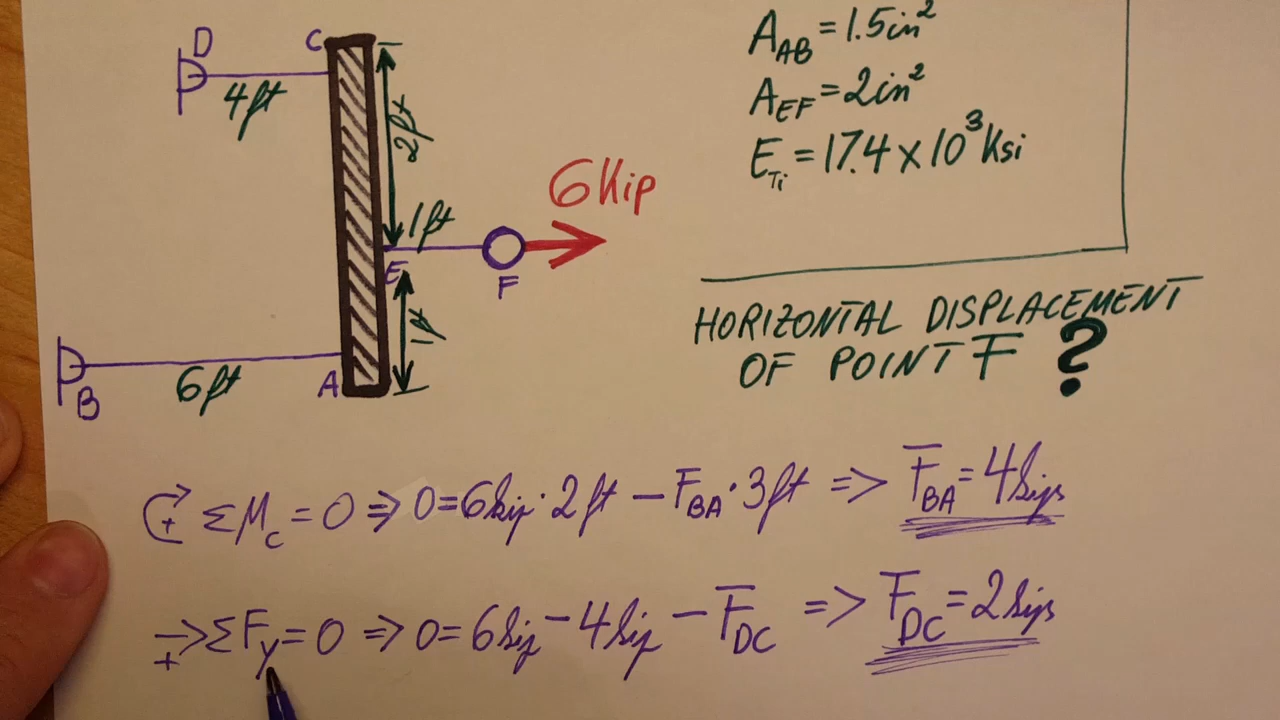 A_AB = 1.5in²
A_EF = 2in²
E_Ti = 17.4 x 10³ Ksi
D
C
4ft
2ft
6 Kip
1ft
E
F
1ft
B
6ft
A
HORIZONTAL DISPLACEMENT
OF POINT F ?
+ ΣM_C = 0 => 0=6kip·2ft - F_BA·3ft => F_BA = 4kips
→+ ΣF_y = 0 => 0= 6kip - 4kip - F_DC => F_DC = 2kips